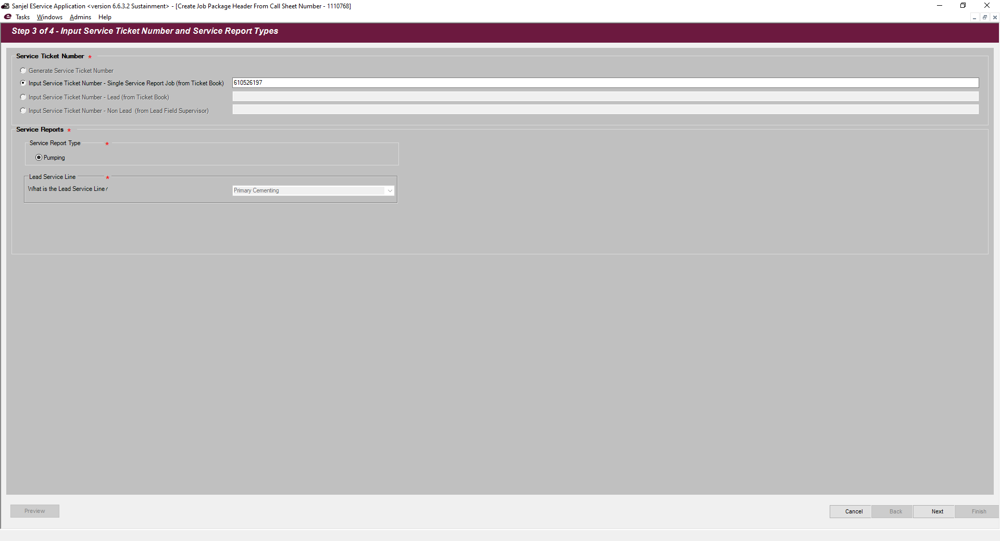 Sanjel EService Application <version 6.6.3.2 Sustainment> - [Create Job Package Header From Call Sheet Number - 1110768]
Tasks Windows Admins Help
Step 3 of 4 - Input Service Ticket Number and Service Report Types
Service Ticket Number *
Generate Service Ticket Number
Input Service Ticket Number - Single Service Report Job (from Ticket Book) 610526197
Input Service Ticket Number - Lead (from Ticket Book)
Input Service Ticket Number - Non Lead (from Lead Field Supervisor)
Service Reports *
Service Report Type *
Pumping
Lead Service Line *
What is the Lead Service Line? Primary Cementing
Preview Cancel Back Next Finish